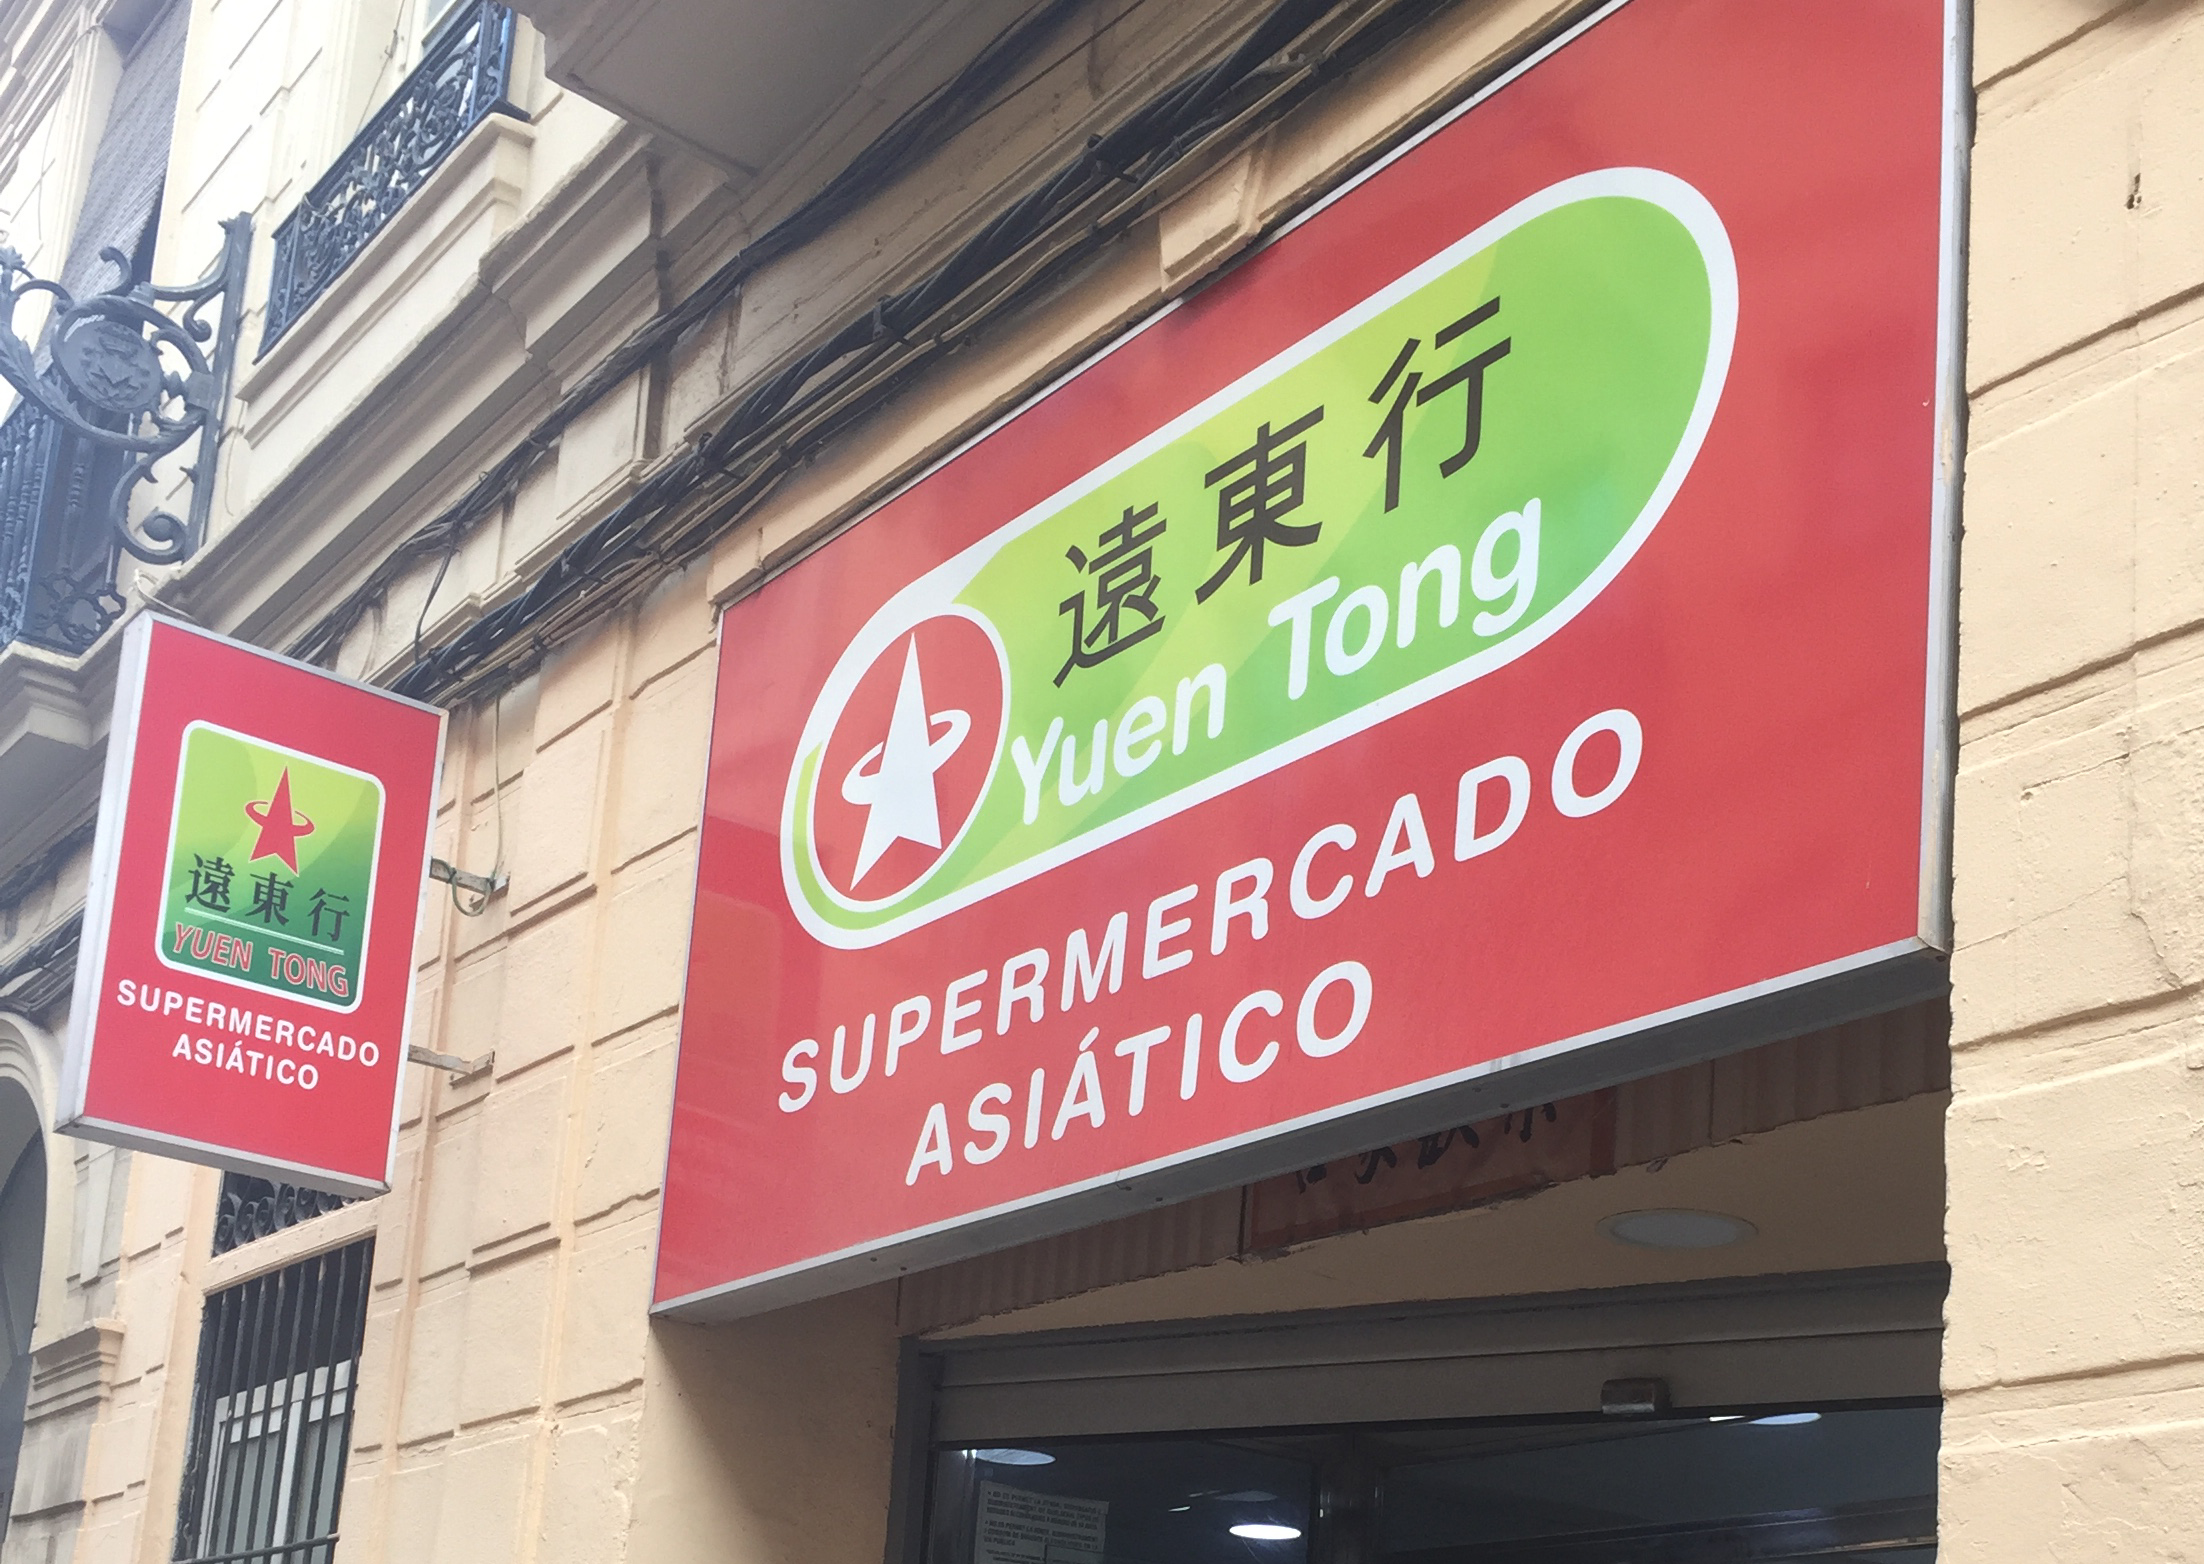 遠東行
YUEN TONG
SUPERMERCADO
ASIÁTICO
遠東行
Yuen Tong
SUPERMERCADO
ASIÁTICO